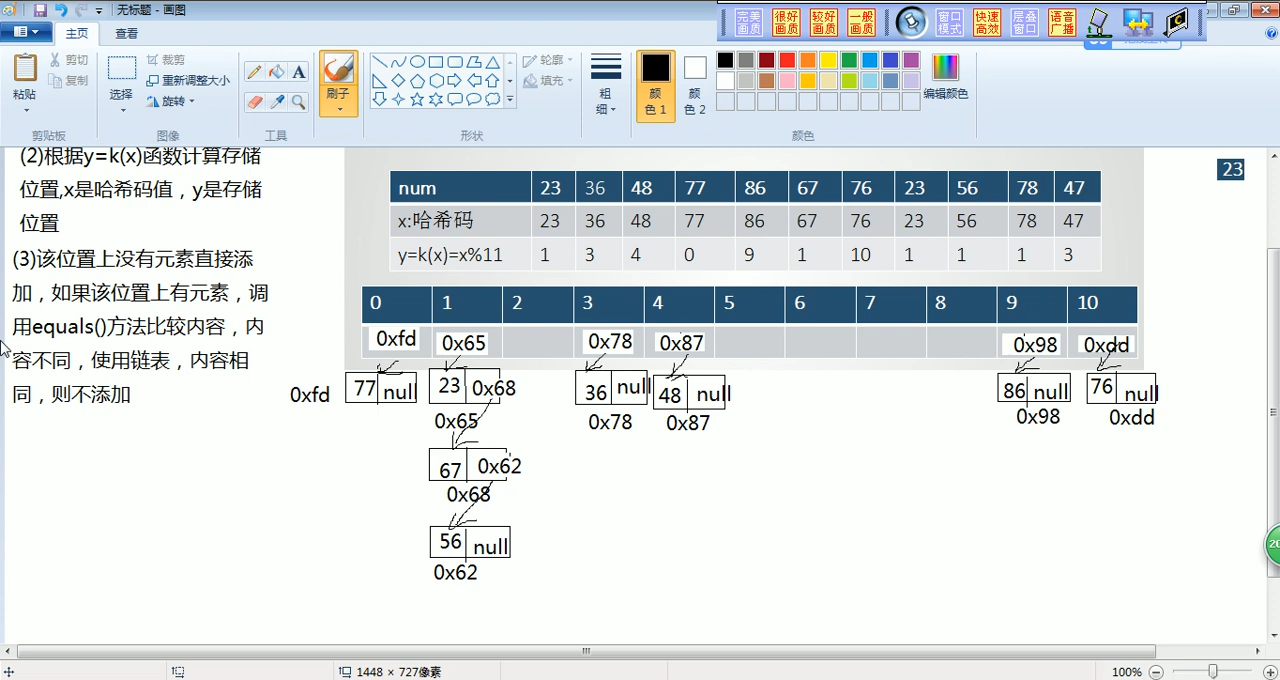 无标题 - 画图
完美画质 很好画质 较好画质 一般画质 窗口模式 快速高效 层叠窗口 语音广播
主页 查看
粘贴 剪切 复制 选择 裁剪 重新调整大小 旋转 A 刷子 轮廓 填充 粗细 颜色 1 颜色 2 编辑颜色
剪贴板 图像 工具 形状 颜色
(2)根据y=k(x)函数计算存储
位置,x是哈希码值，y是存储
位置
(3)该位置上没有元素直接添
加，如果该位置上有元素，调
用equals()方法比较内容，内
容不同，使用链表，内容相
同，则不添加
23
num 23 36 48 77 86 67 76 23 56 78 47
x:哈希码 23 36 48 77 86 67 76 23 56 78 47
y=k(x)=x%11 1 3 4 0 9 1 10 1 1 1 3
0 1 2 3 4 5 6 7 8 9 10
0xfd 0x65 0x78 0x87 0x98 0xdd
0xfd 77 null 23 0x68 36 null 48 null 86 null 76 null
0x65 0x78 0x87 0x98 0xdd
67 0x62
0x68
56 null
0x62
20
1448 × 727像素 100%